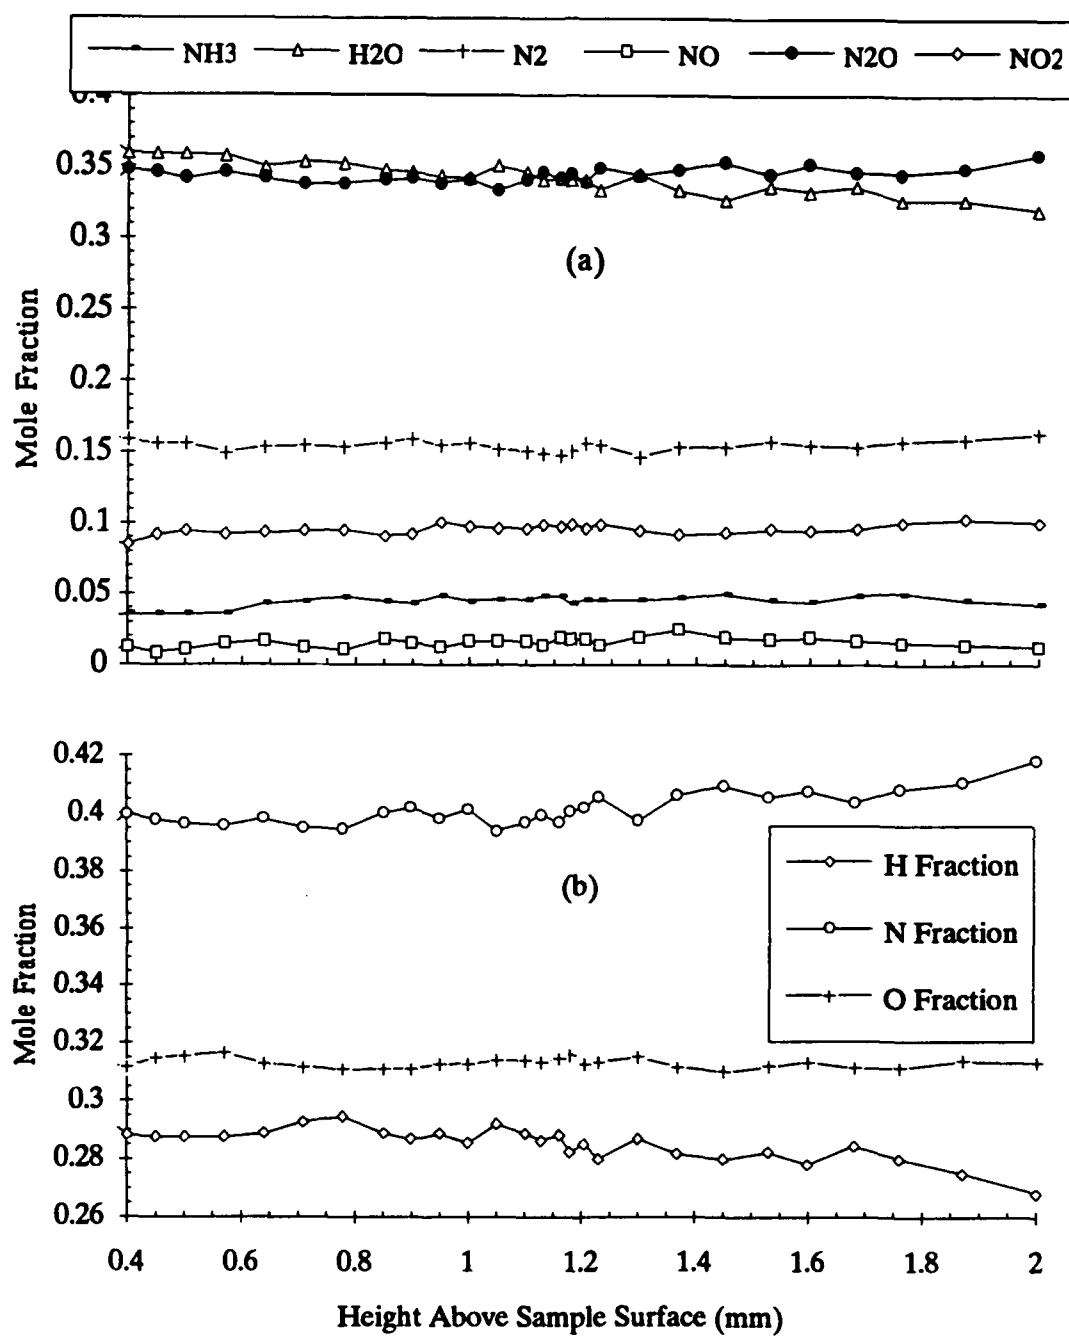 NH3 H2O N2 NO N2O NO2
0.4
0.35
0.3
(a)
0.25
0.2
0.15
0.1
0.05
0
Mole Fraction
0.42
0.4
0.38
0.36
0.34
0.32
0.3
0.28
0.26
(b)
H Fraction
N Fraction
O Fraction
Mole Fraction
0.4 0.6 0.8 1 1.2 1.4 1.6 1.8 2
Height Above Sample Surface (mm)